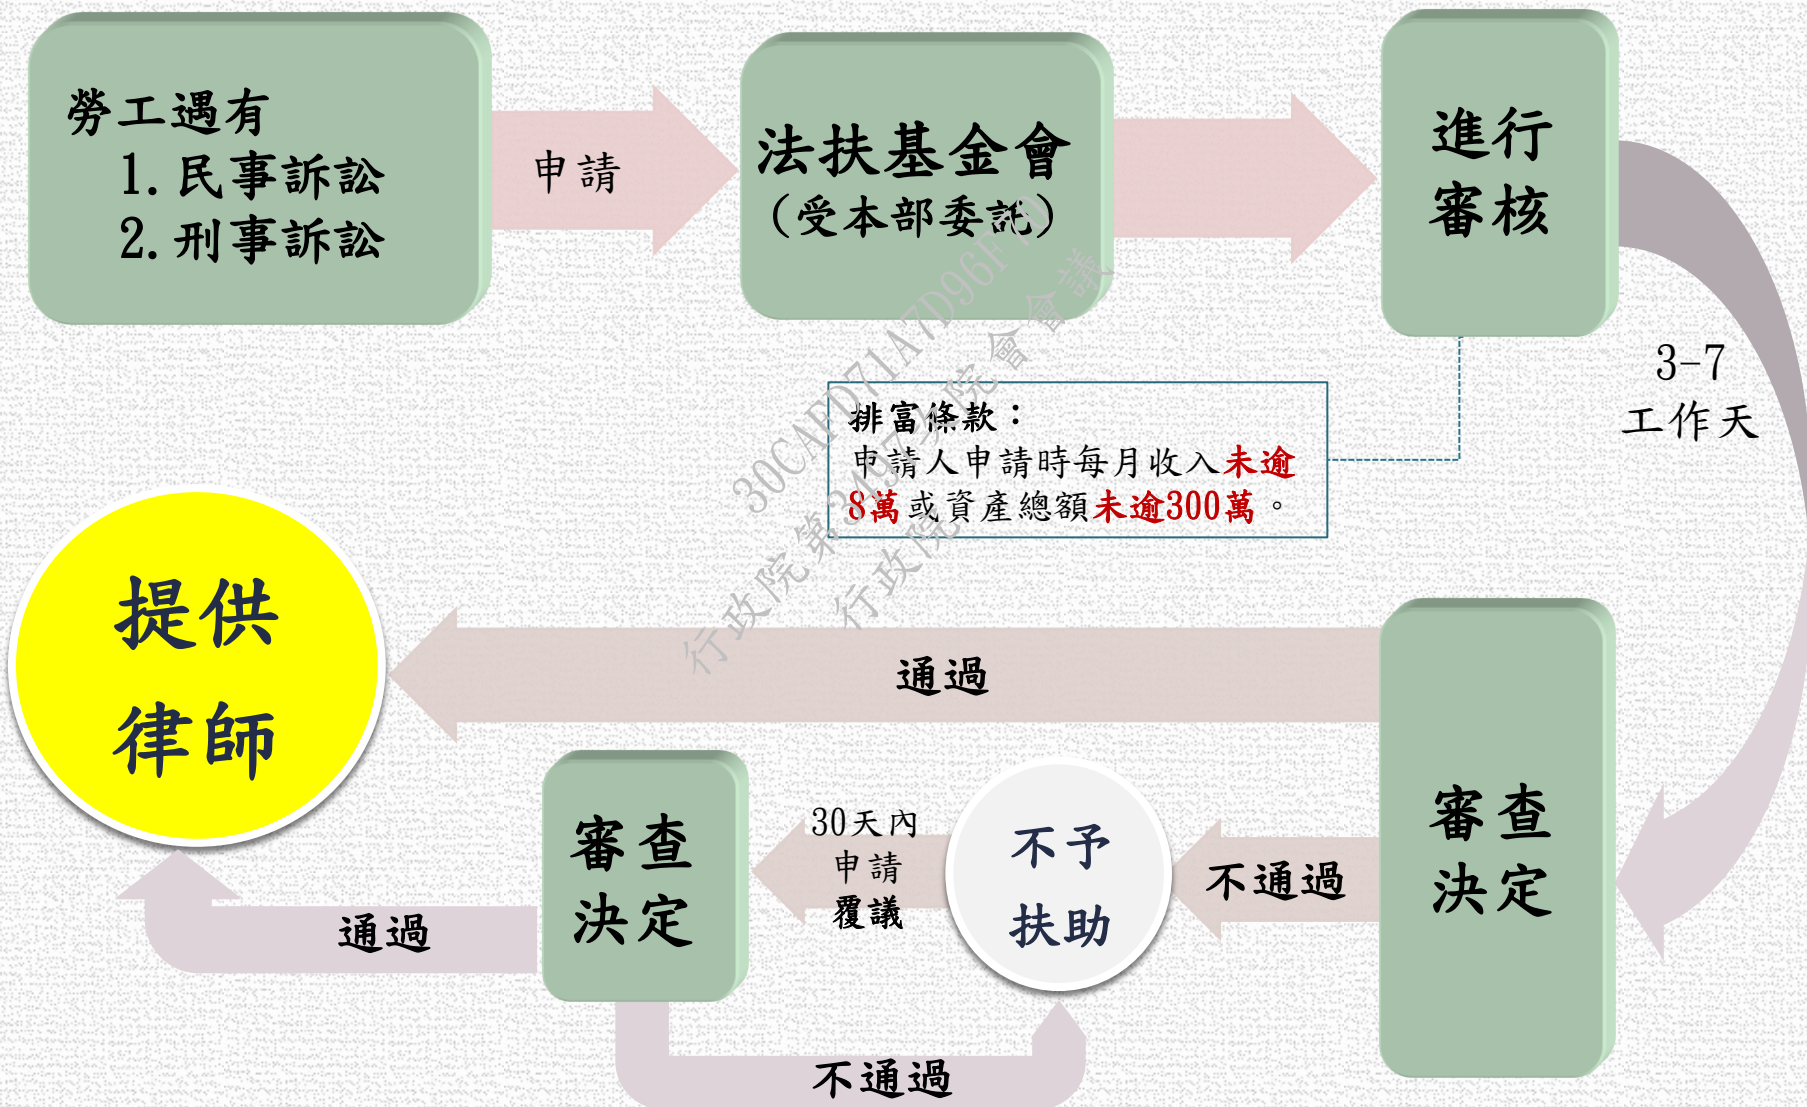 勞工遇有
1.民事訴訟
2.刑事訴訟
申請
法扶基金會
(受本部委託)
進行
審核
3-7
工作天
排富條款：
申請人申請時每月收入未逾
8萬或資產總額未逾300萬。
提供
律師
通過
審查
決定
不通過
不予
扶助
30天內
申請
覆議
審查
決定
通過
不通過